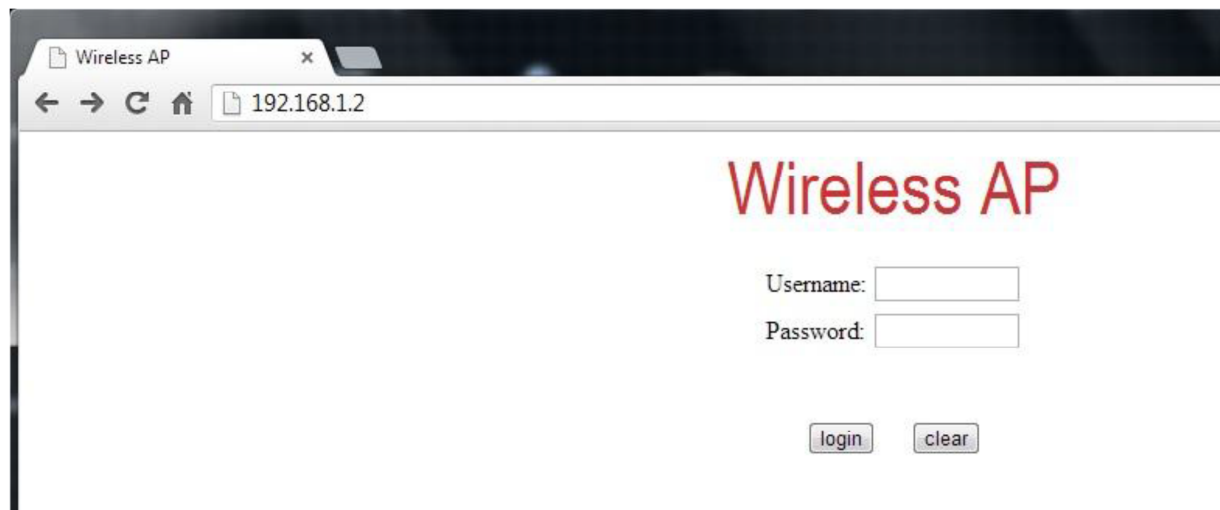 Wireless AP
192.168.1.2
Wireless AP
Username:
Password:
login clear